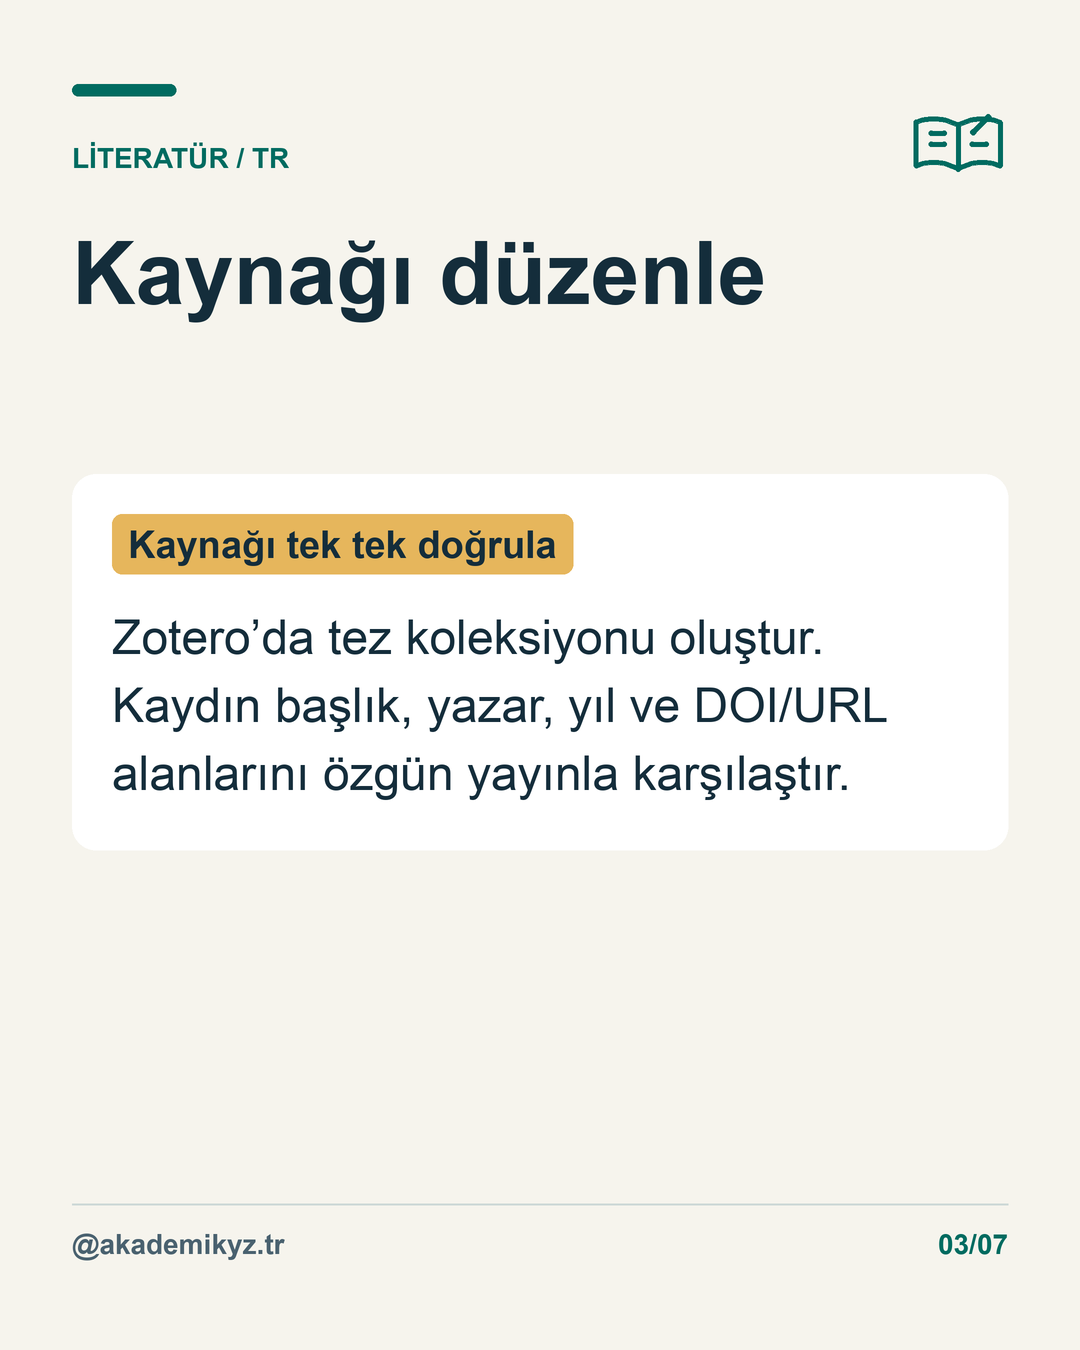 LİTERATÜR / TR
Kaynağı düzenle
Kaynağı tek tek doğrula
Zotero’da tez koleksiyonu oluştur.
Kaydın başlık, yazar, yıl ve DOI/URL
alanlarını özgün yayınla karşılaştır.
@akademikyz.tr
03/07